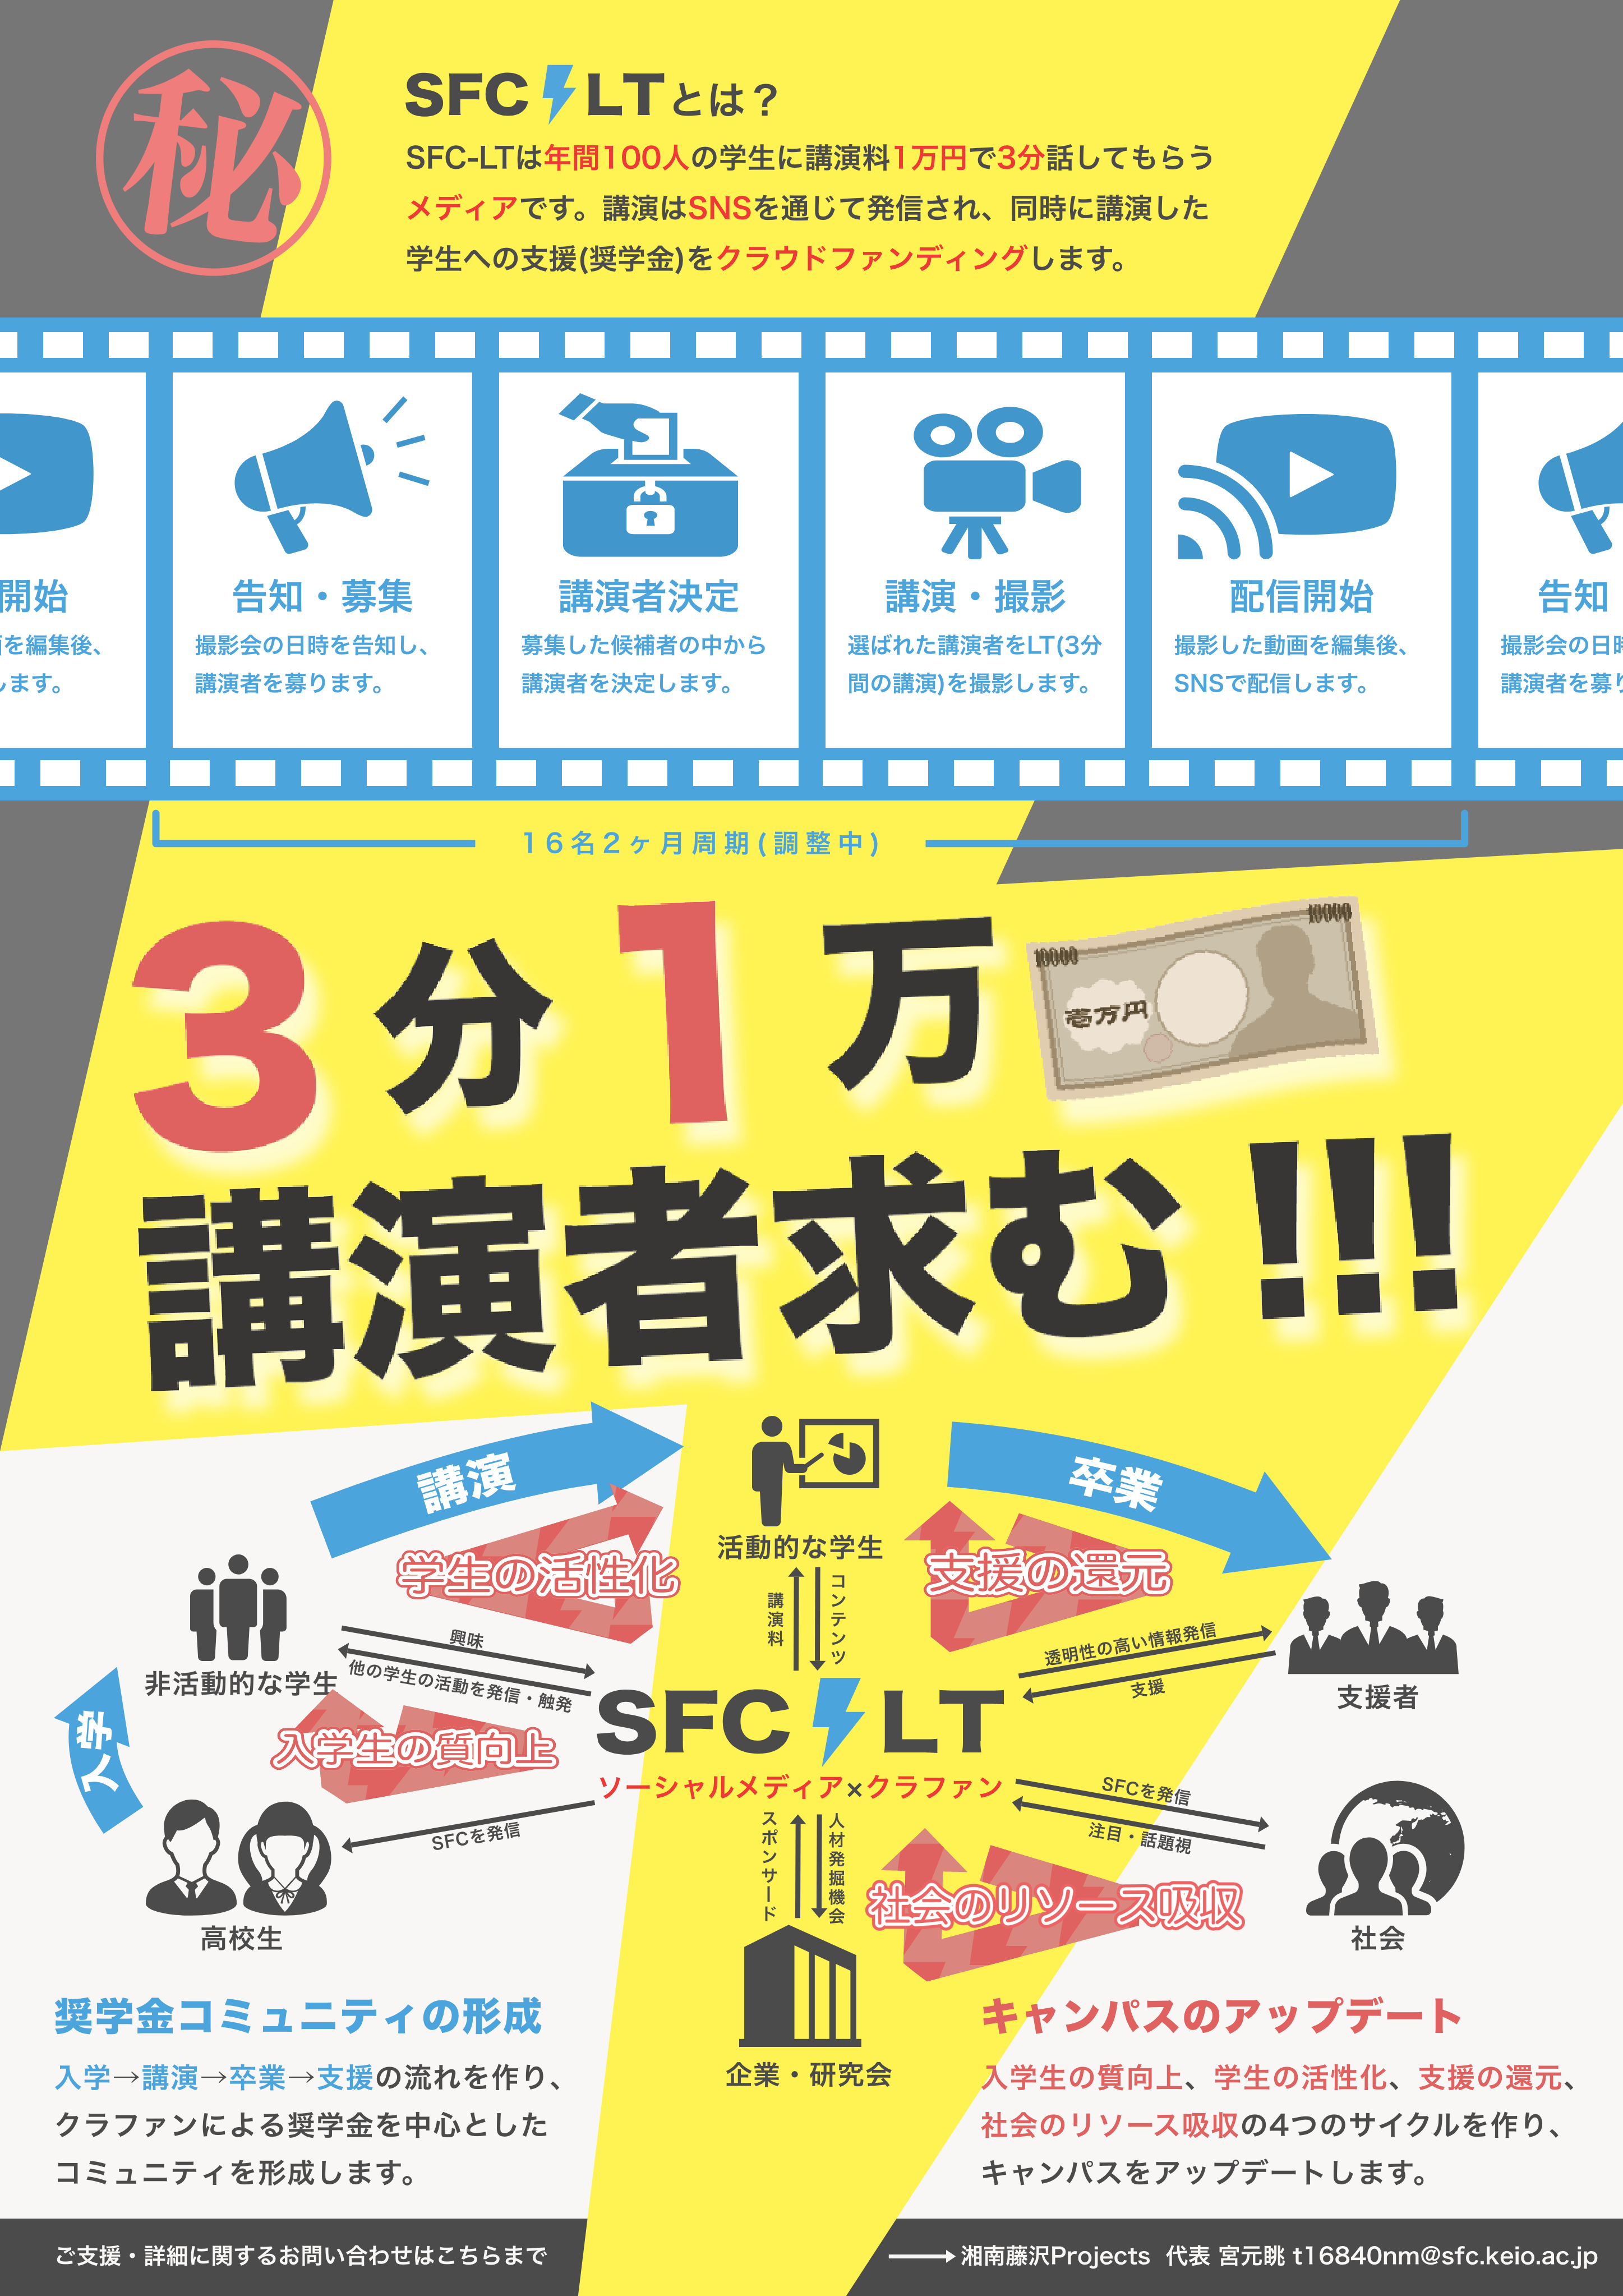 秘
SFC LTとは？
SFC-LTは年間100人の学生に講演料1万円で3分話してもらう
メディアです。講演はSNSを通じて発信され、同時に講演した
学生への支援(奨学金)をクラウドファンディングします。
開始
を編集後、
します。
告知・募集
撮影会の日時を告知し、
講演者を募ります。
講演者決定
募集した候補者の中から
講演者を決定します。
講演・撮影
選ばれた講演者をLT(3分
間の講演)を撮影します。
配信開始
撮影した動画を編集後、
SNSで配信します。
告知
撮影会の日
講演者を募
16名2ヶ月周期(調整中)
3分1万
10000
10000
壱万円
講演者求む!!!
講演
卒業
活動的な学生
学生の活性化
支援の還元
講演料
コンテンツ
非活動的な学生
興味
他の学生の活動を発信・触発
透明性の高い情報発信
支援
支援者
入学
入学生の質向上
SFC LT
ソーシャルメディア×クラファン
SFCを発信
高校生
スポンサード
人材発掘機会
SFCを発信
注目・話題視
社会のリソース吸収
社会
企業・研究会
奨学金コミュニティの形成
入学→講演→卒業→支援の流れを作り、
クラファンによる奨学金を中心とした
コミュニティを形成します。
キャンパスのアップデート
入学生の質向上、学生の活性化、支援の還元、
社会のリソース吸収の4つのサイクルを作り、
キャンパスをアップデートします。
ご支援・詳細に関するお問い合わせはこちらまで
湘南藤沢Projects 代表 宮元眺 t16840nm@sfc.keio.ac.jp